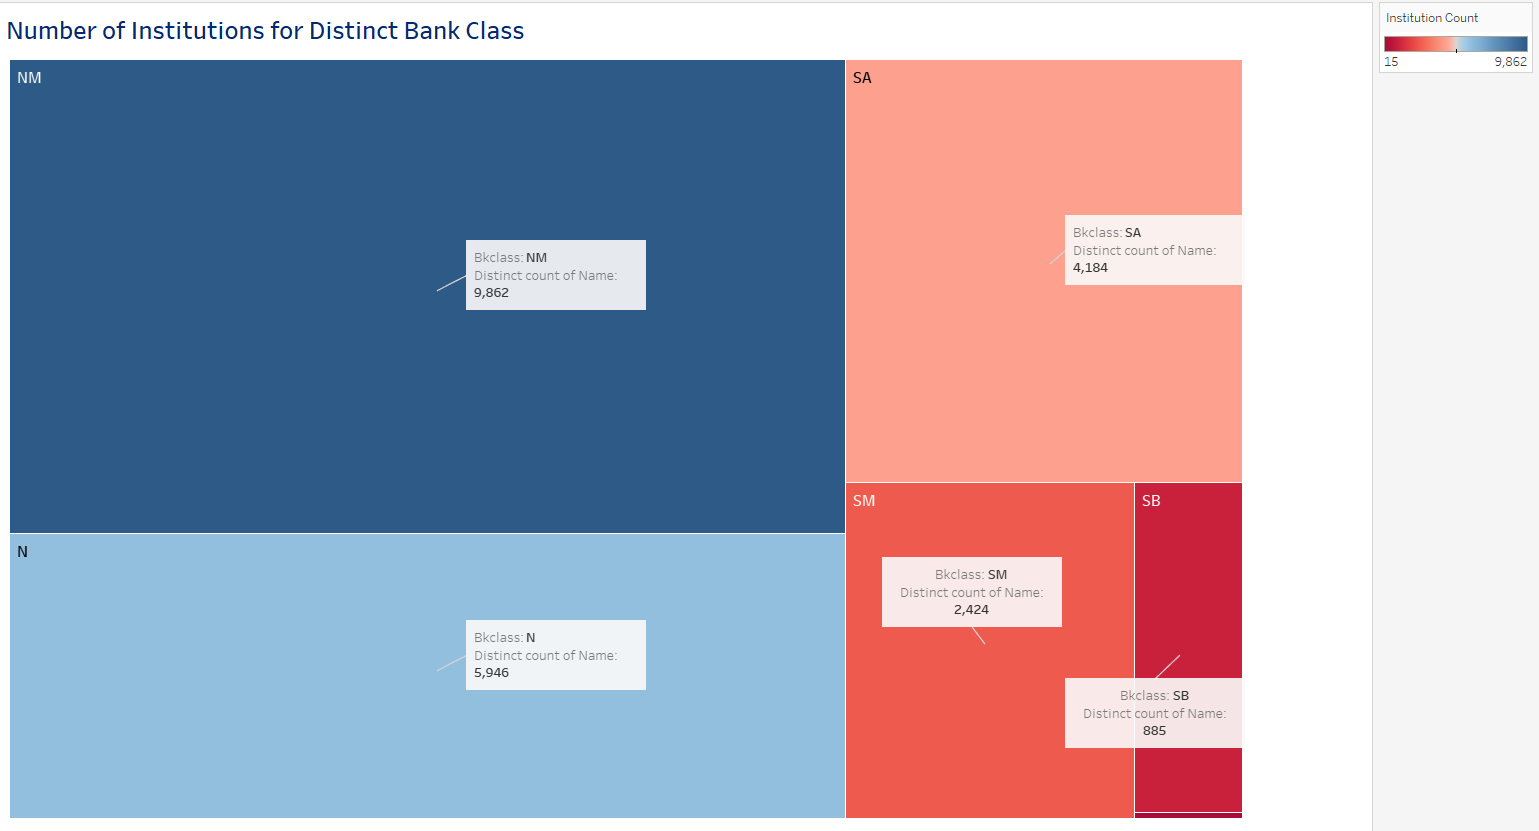 Number of Institutions for Distinct Bank Class
Institution Count
15
9,862
NM
Bkclass: NM
Distinct count of Name:
9,862
SA
Bkclass: SA
Distinct count of Name:
4,184
N
Bkclass: N
Distinct count of Name:
5,946
SM
Bkclass: SM
Distinct count of Name:
2,424
SB
Bkclass: SB
Distinct count of Name:
885